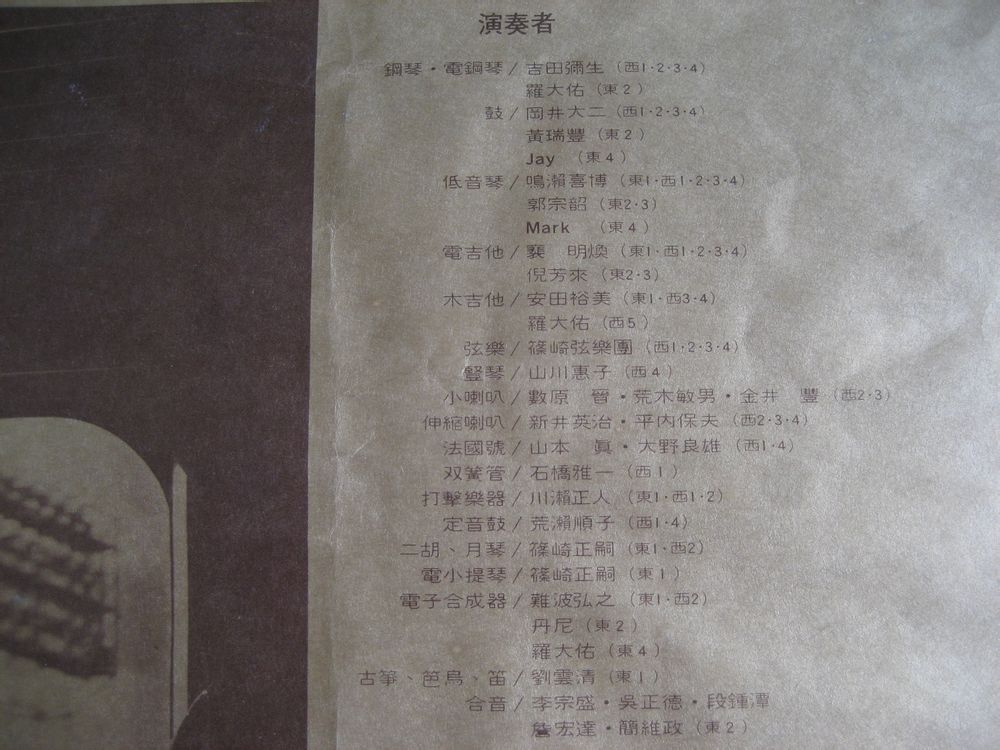 演奏者
鋼琴・電鋼琴/吉田彌生(西1・2・3・4)
羅大佑(東2)
鼓/岡井大二(西1・2・3・4)
黃瑞豐(東2)
Jay (東4)
低音琴/鳴瀨喜博(東1・西1・2・3・4)
郭宗韶(東2・3)
Mark (東4)
電吉他/裴 明煥(東1・西1・2・3・4)
倪芳來(東2・3)
木吉他/安田裕美(東1・西3・4)
羅大佑(西5)
弦樂/篠崎弦樂團(西1・2・3・4)
豎琴/山川惠子(西4)
小喇叭/數原 晉・荒木敏男・金井 豐(西2・3)
伸縮喇叭/新井英治・平內保夫(西2・3・4)
法國號/山本 眞・大野良雄(西1・4)
双簧管/石橋雅一(西1)
打擊樂器/川瀨正人(東1・西1・2)
定音鼓/荒瀨順子(西1・4)
二胡、月琴/篠崎正嗣(東1・西2)
電小提琴/篠崎正嗣(東1)
電子合成器/難波弘之(東1・西2)
丹尼(東2)
羅大佑(東4)
古箏、笆烏、笛/劉雲清(東1)
合音/李宗盛・吳正德・段鍾潭
詹宏達・簡維政(東2)